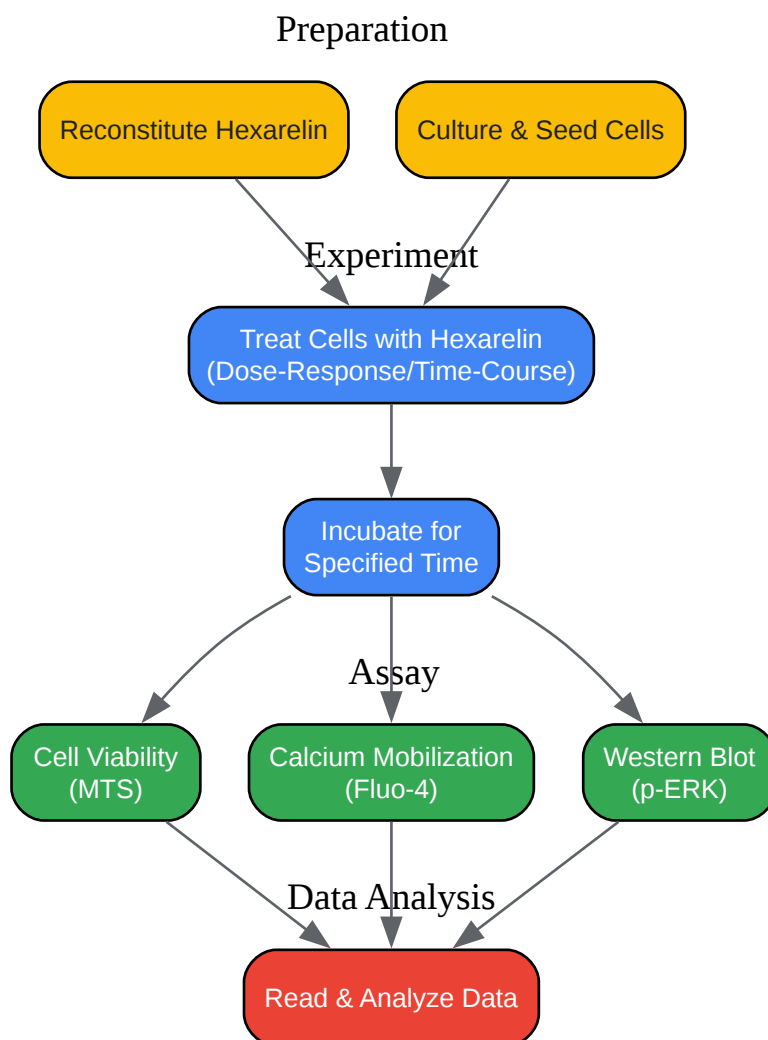 Preparation
Reconstitute Hexarelin
Culture & Seed Cells
Experiment
Treat Cells with Hexarelin
(Dose-Response/Time-Course)
Incubate for
Specified Time
Assay
Cell Viability
(MTS)
Calcium Mobilization
(Fluo-4)
Western Blot
(p-ERK)
Data Analysis
Read & Analyze Data